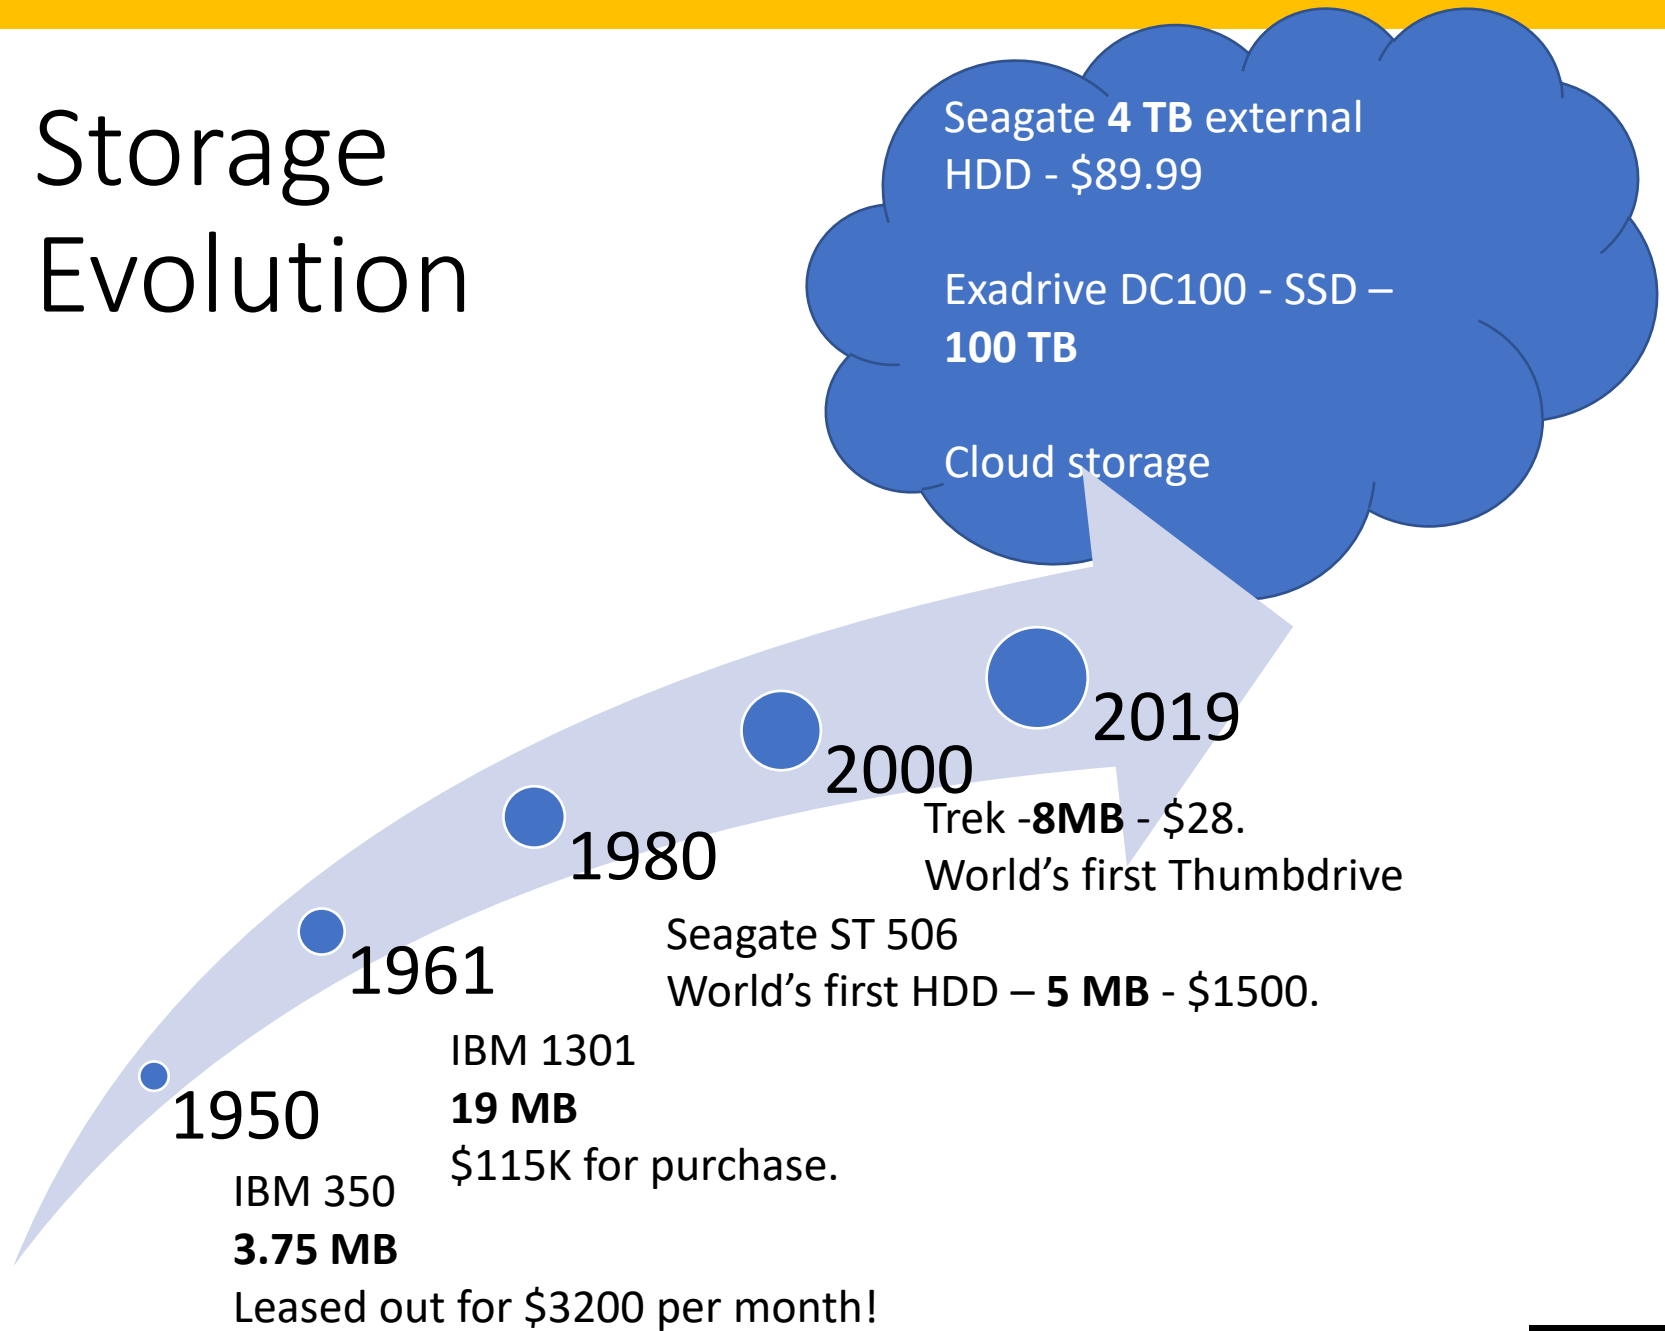 Storage
Evolution
Seagate 4 TB external
HDD - $89.99
Exadrive DC100 - SSD –
100 TB
Cloud storage
2019
2000
Trek -8MB - $28.
World's first Thumbdrive
1980
Seagate ST 506
World's first HDD – 5 MB - $1500.
1961
IBM 1301
19 MB
$115K for purchase.
1950
IBM 350
3.75 MB
Leased out for $3200 per month!